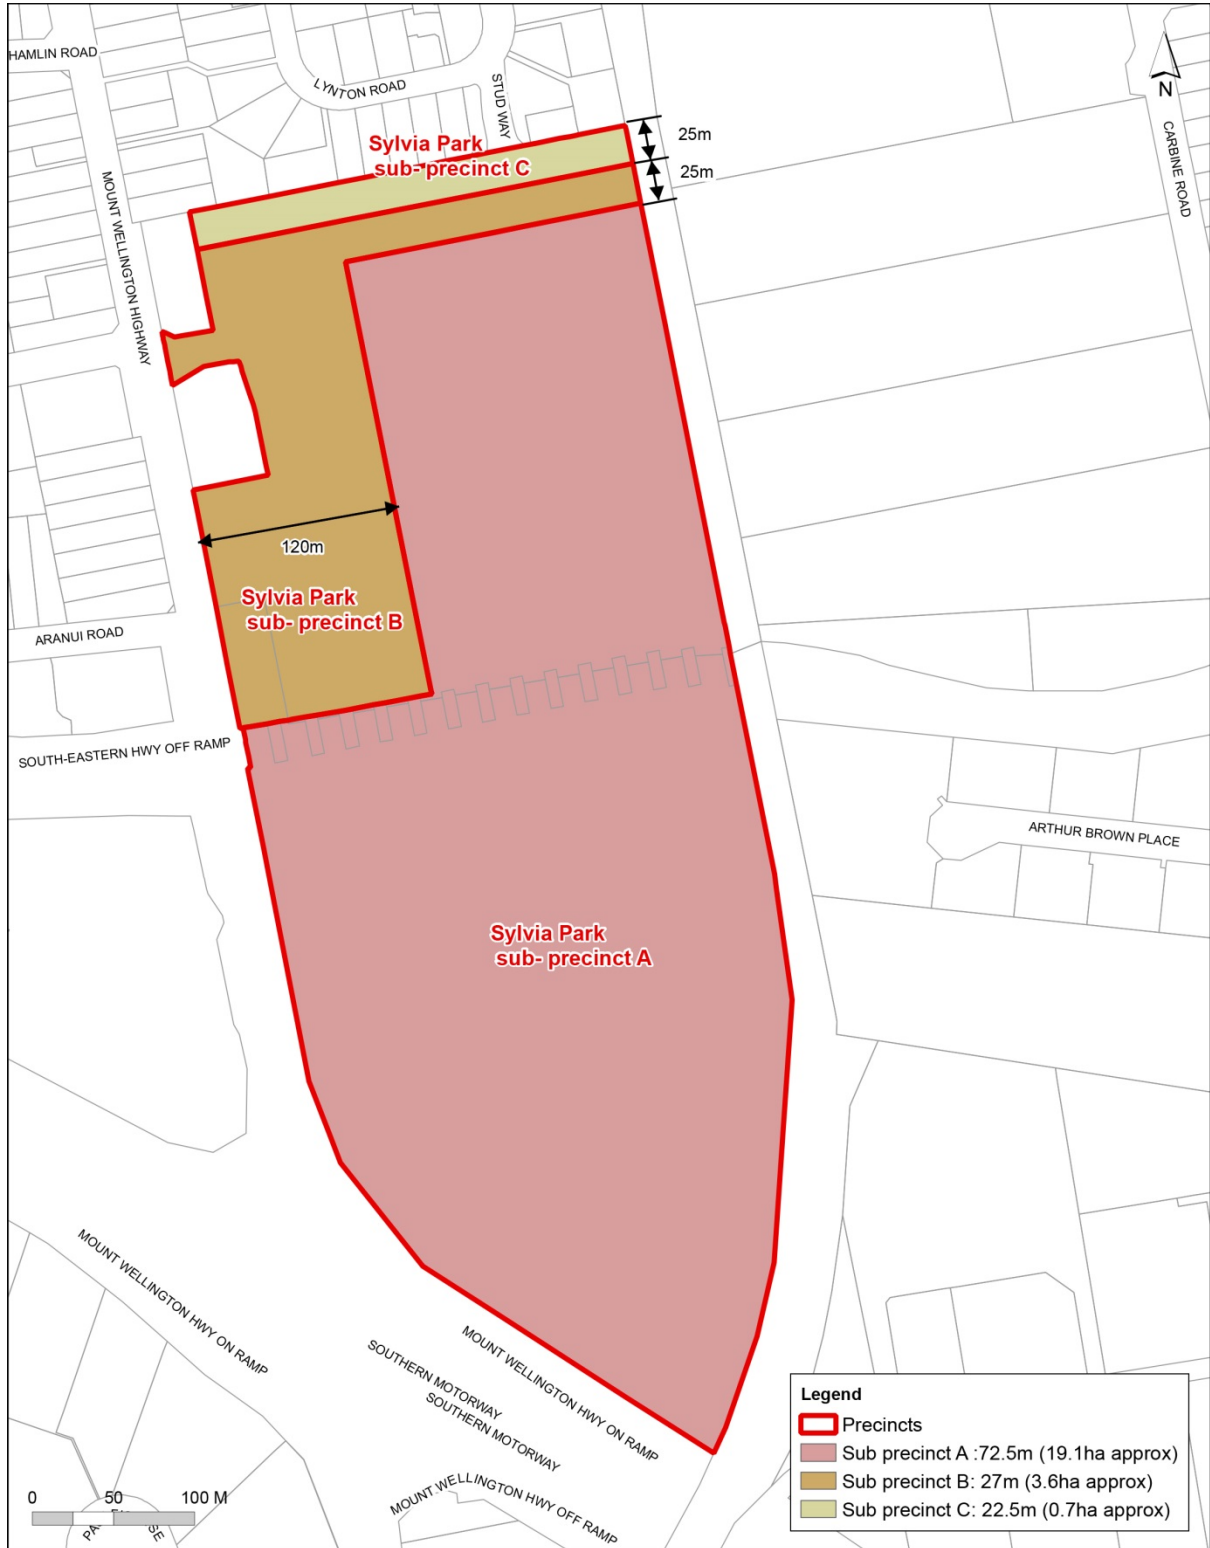 HAMLIN ROAD
LYNTON ROAD
STUD WAY
N
CARBINE ROAD
25m
25m
Sylvia Park
sub- precinct C
MOUNT WELLINGTON HIGHWAY
120m
Sylvia Park
sub- precinct B
ARANUI ROAD
SOUTH-EASTERN HWY OFF RAMP
ARTHUR BROWN PLACE
Sylvia Park
sub- precinct A
MOUNT WELLINGTON HWY ON RAMP
MOUNT WELLINGTON HWY ON RAMP
SOUTHERN MOTORWAY
SOUTHERN MOTORWAY
MOUNT WELLINGTON HWY OFF RAMP
Legend
Precincts
Sub precinct A :72.5m (19.1ha approx)
Sub precinct B: 27m (3.6ha approx)
Sub precinct C: 22.5m (0.7ha approx)
0 50 100 M